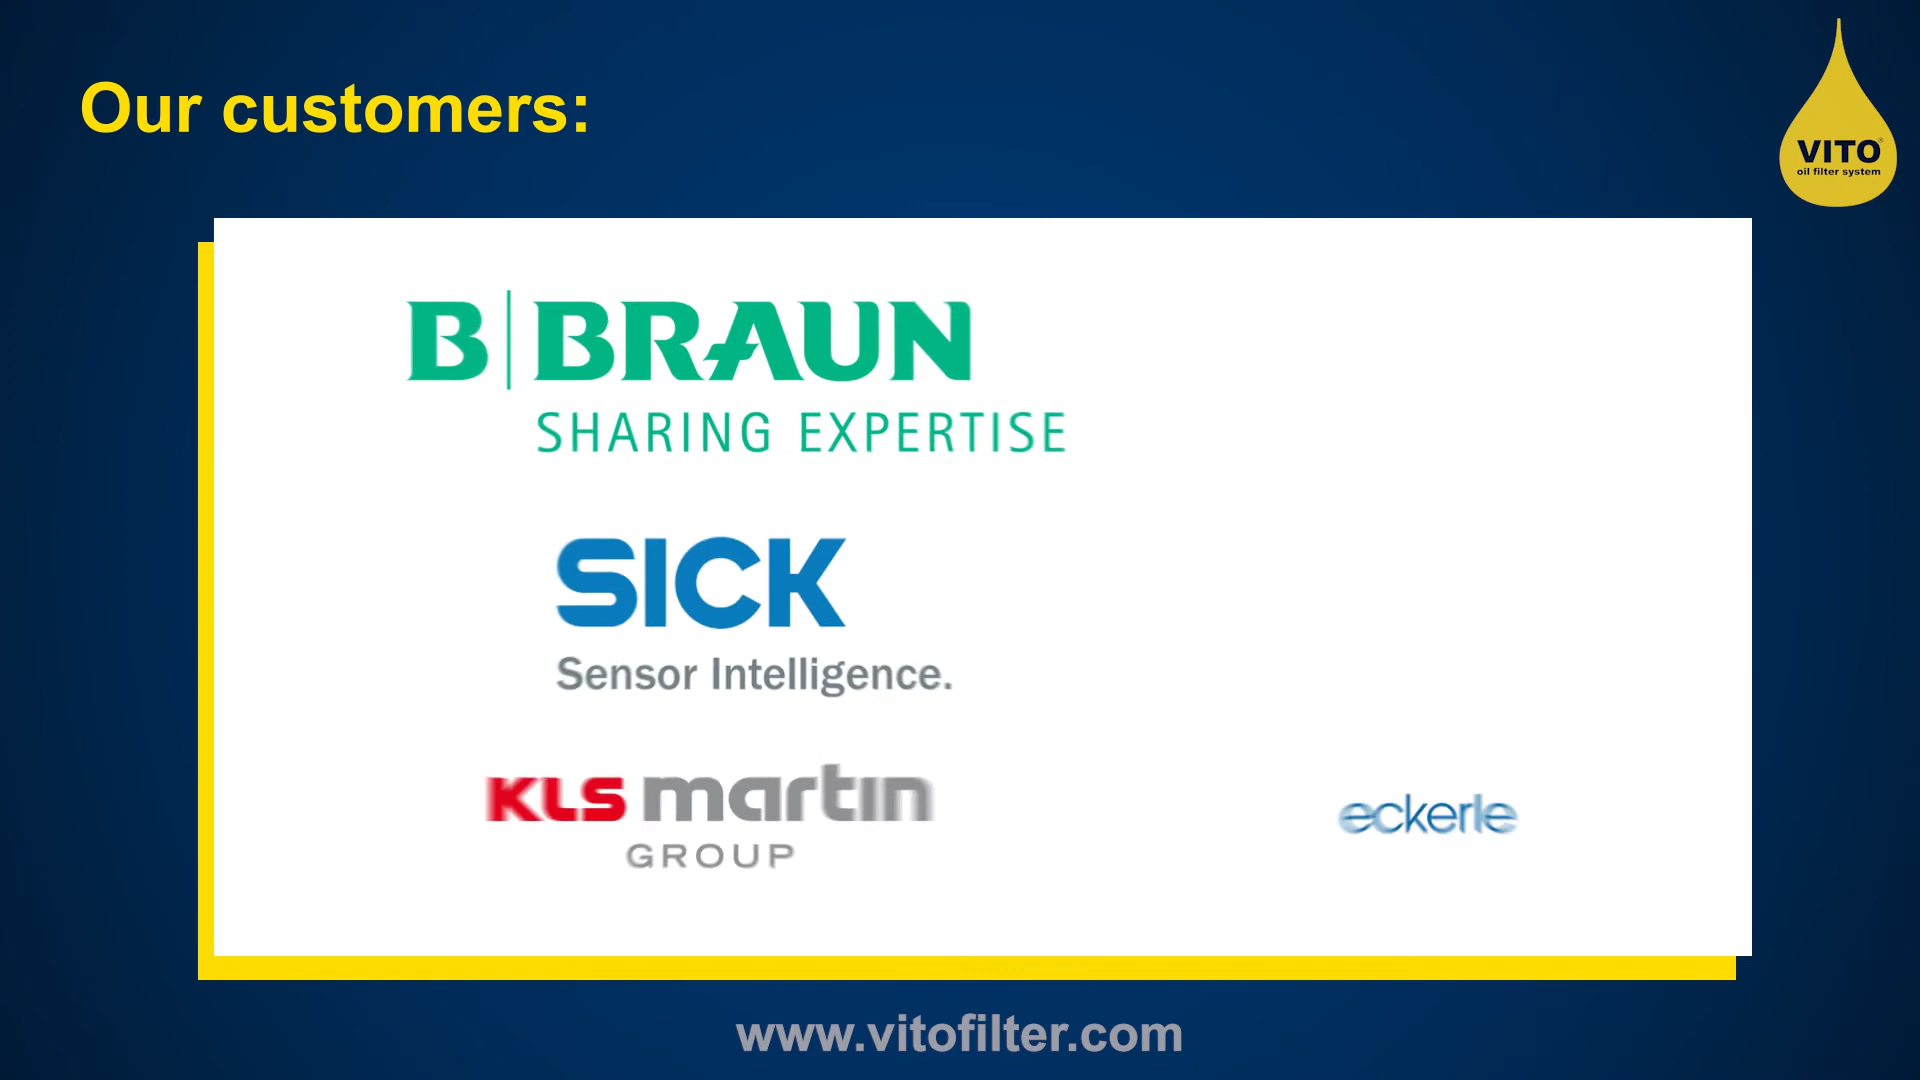 Our customers:
VITO
oil filter system
B BRAUN
SHARING EXPERTISE
SICK
Sensor Intelligence.
KLS martin
GROUP
eckerle
www.vitofilter.com